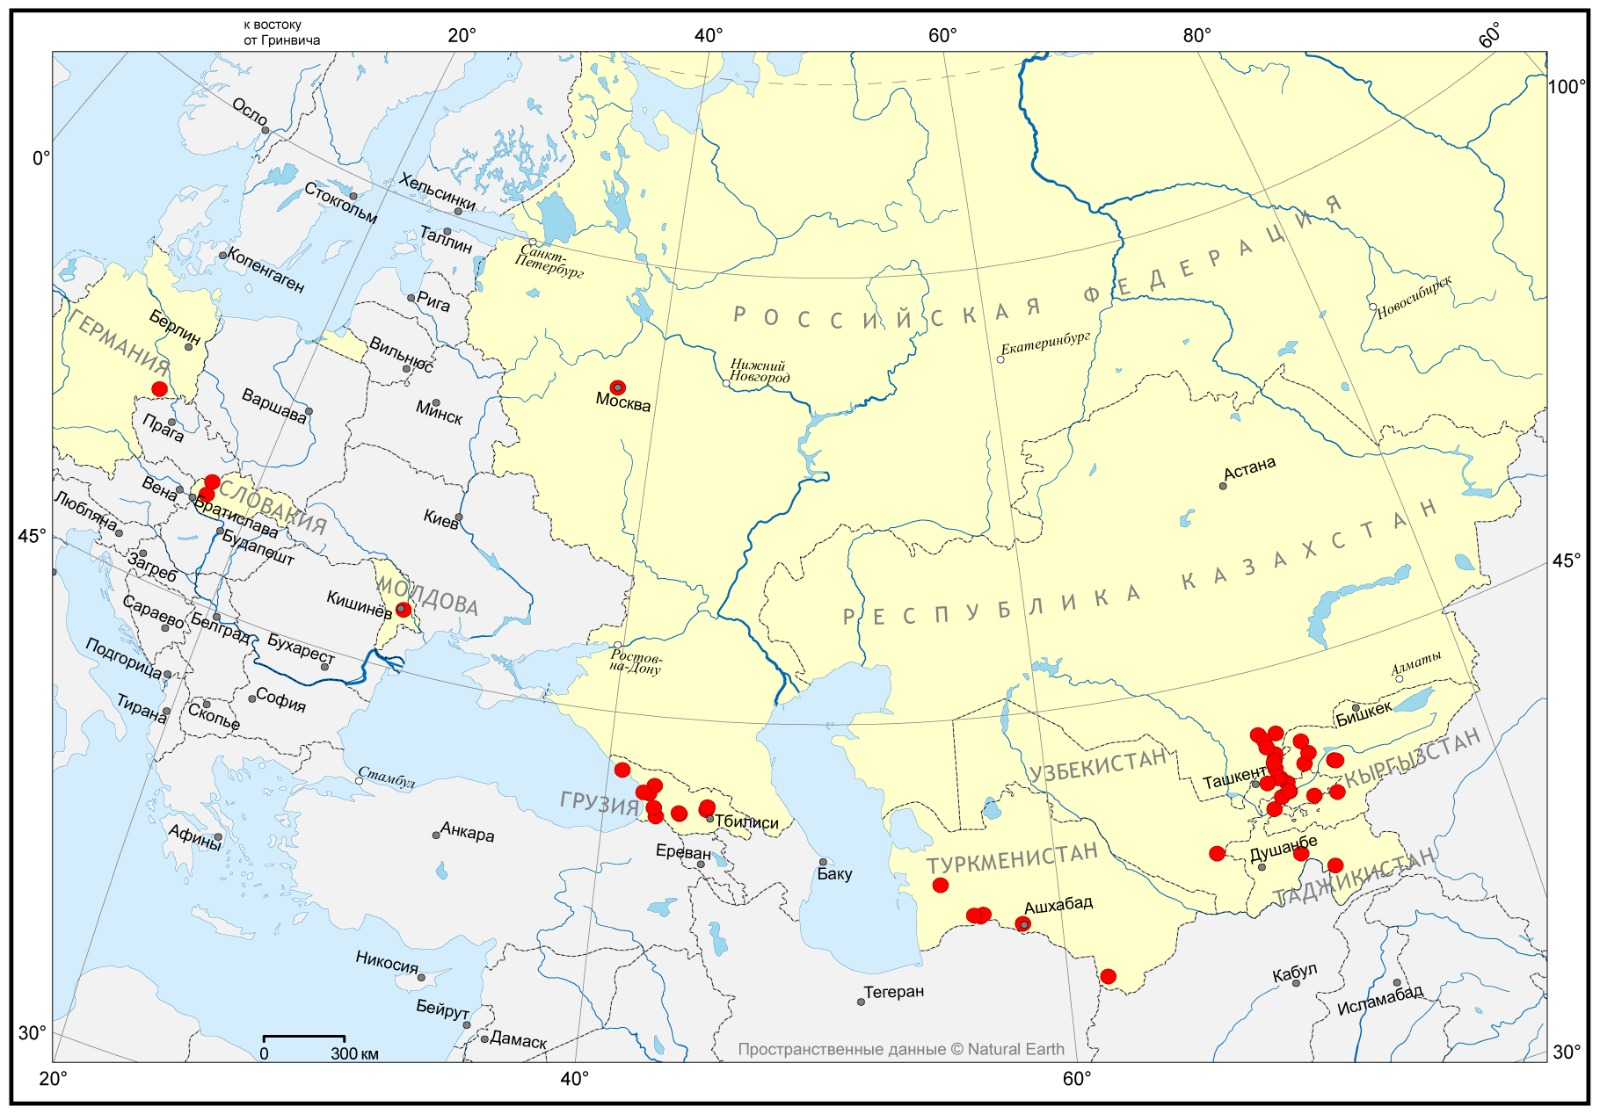 к востоку
от Гринвича
20°
40°
60°
80°
60°
100°
Осло
0°
Хельсинки
Стокгольм
Таллин
Санкт-
Петербург
Копенгаген
Рига
РОССИЙСКАЯ ФЕДЕРАЦИЯ
Новосибирск
ГЕРМАНИЯ
Берлин
Вильнюс
Нижний
Новгород
Екатеринбург
Варшава
Минск
Москва
Прага
Астана
Вена
СЛОВАКИЯ
Братислава
Любляна
Киев
Будапешт
45°
45°
Загреб
МОЛДОВА
Кишинёв
РЕСПУБЛИКА КАЗАХСТАН
Сараево
Белград
Бухарест
Подгорица
Ростов-
на-Дону
Алматы
София
Тирана
Скопье
Бишкек
Стамбул
УЗБЕКИСТАН
Ташкент
КЫРГЫЗСТАН
ГРУЗИЯ
Тбилиси
Афины
Анкара
Ереван
Баку
ТУРКМЕНИСТАН
Душанбе
ТАДЖИКИСТАН
Ашхабад
Никосия
Тегеран
Кабул
Исламабад
Бейрут
Дамаск
30°
30°
0 300 км
Пространственные данные © Natural Earth
20°
40°
60°